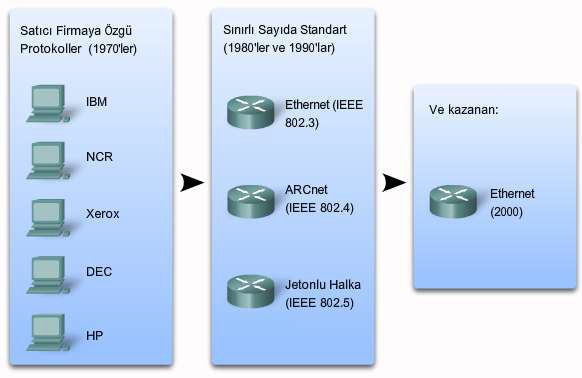 Satıcı Firmaya Özgü
Protokoller (1970'ler)
IBM
NCR
Xerox
DEC
HP
Sınırlı Sayıda Standart
(1980'ler ve 1990'lar)
Ethernet (IEEE
802.3)
ARCnet
(IEEE 802.4)
Jetonlu Halka
(IEEE 802.5)
Ve kazanan:
Ethernet
(2000)